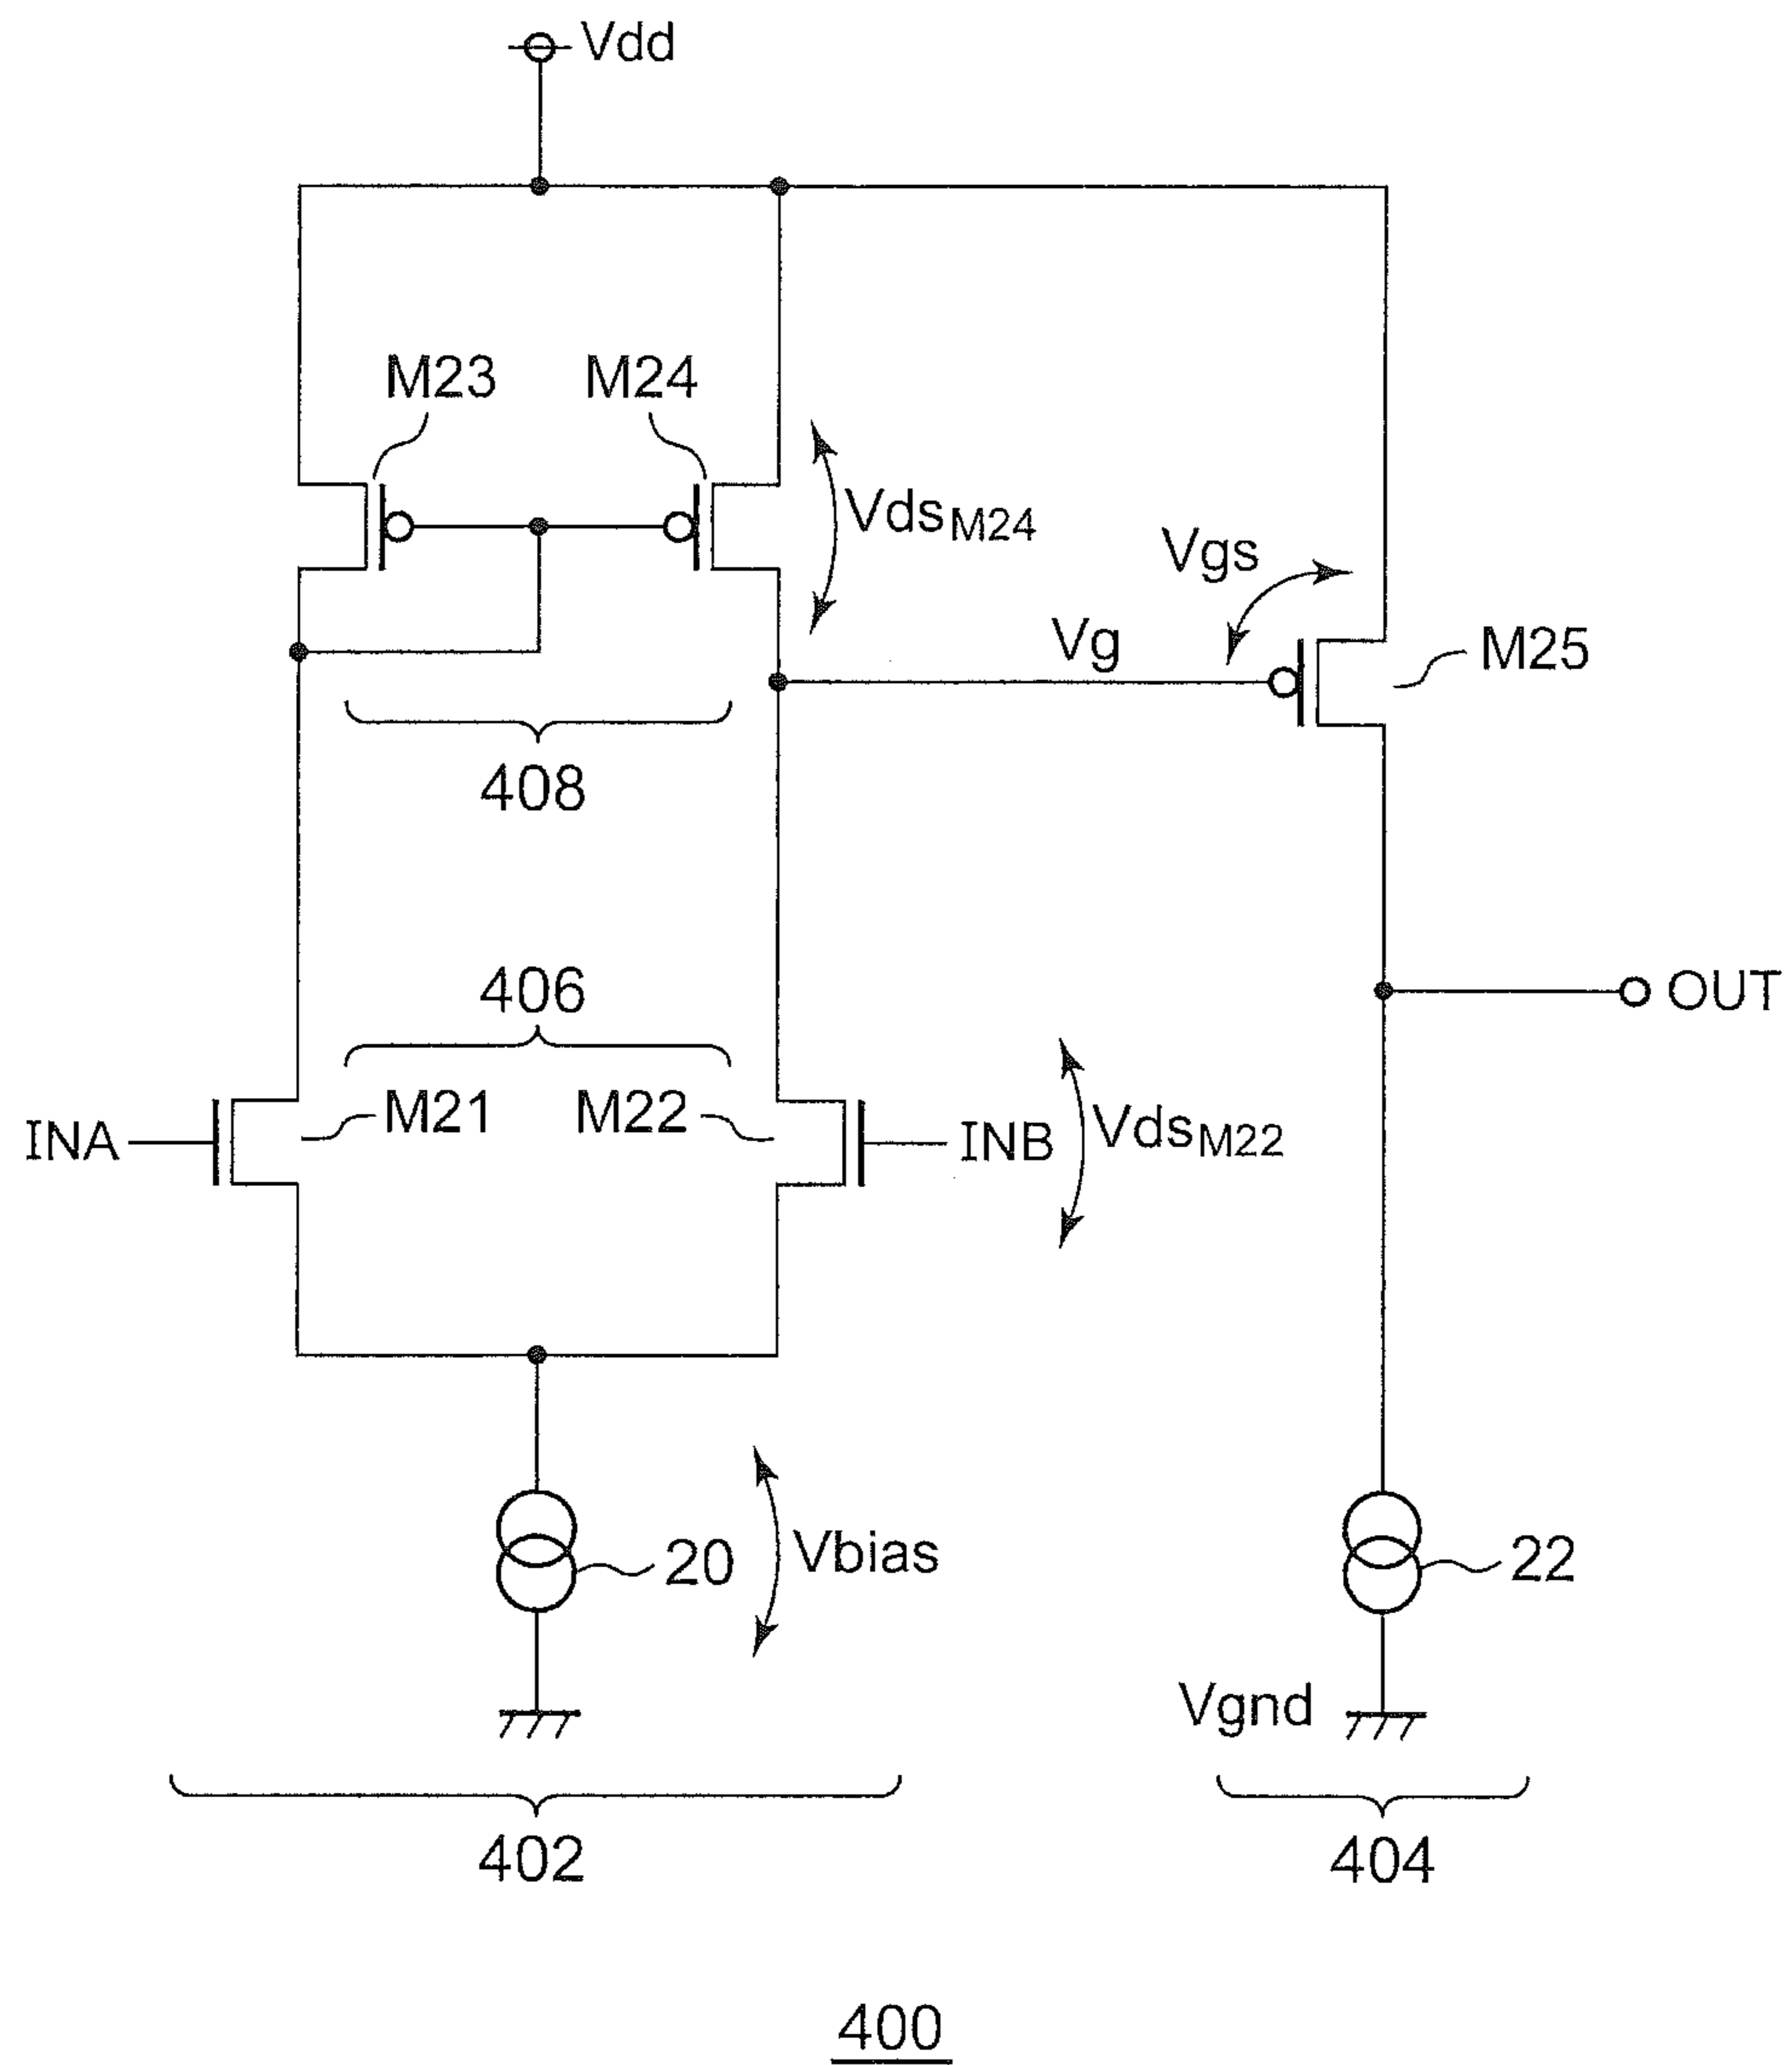 Vdd
M23
M24
VdsM24
Vgs
Vg
M25
408
406
OUT
M21
M22
INA
INB
VdsM22
20
Vbias
22
Vgnd
402
404
400